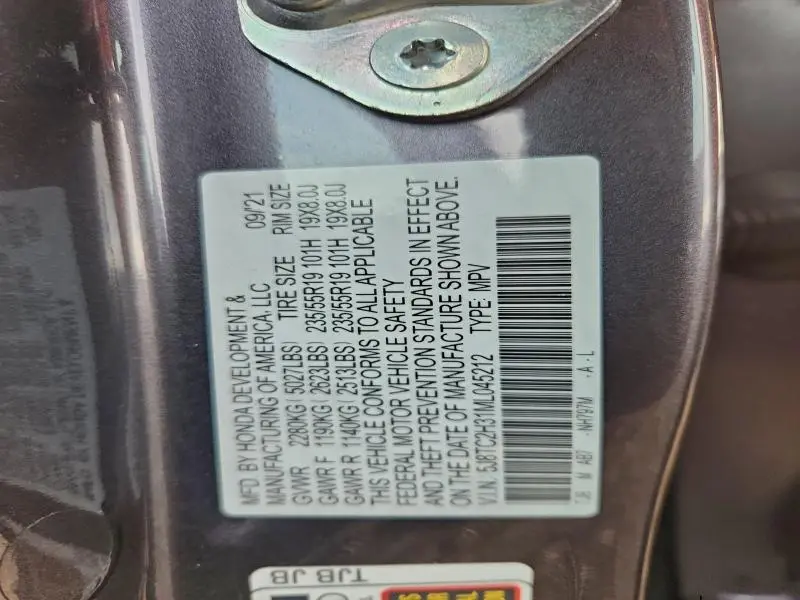 MFD. BY HONDA DEVELOPMENT & 09/'21
MANUFACTURING OF AMERICA, LLC
GVWR 2280KG ( 5027LBS) TIRE SIZE RIM SIZE
GAWR F 1190KG ( 2623LBS) 235/55R19 101H 19X8.0J
GAWR R 1140KG ( 2513LBS) 235/55R19 101H 19X8.0J
THIS VEHICLE CONFORMS TO ALL APPLICABLE
FEDERAL MOTOR VEHICLE SAFETY
AND THEFT PREVENTION STANDARDS IN EFFECT
ON THE DATE OF MANUFACTURE SHOWN ABOVE.
V.I.N. 5J8TC2H31ML045212 TYPE: MPV
TJB M AB7 -NH797M -A-L
TJB JB